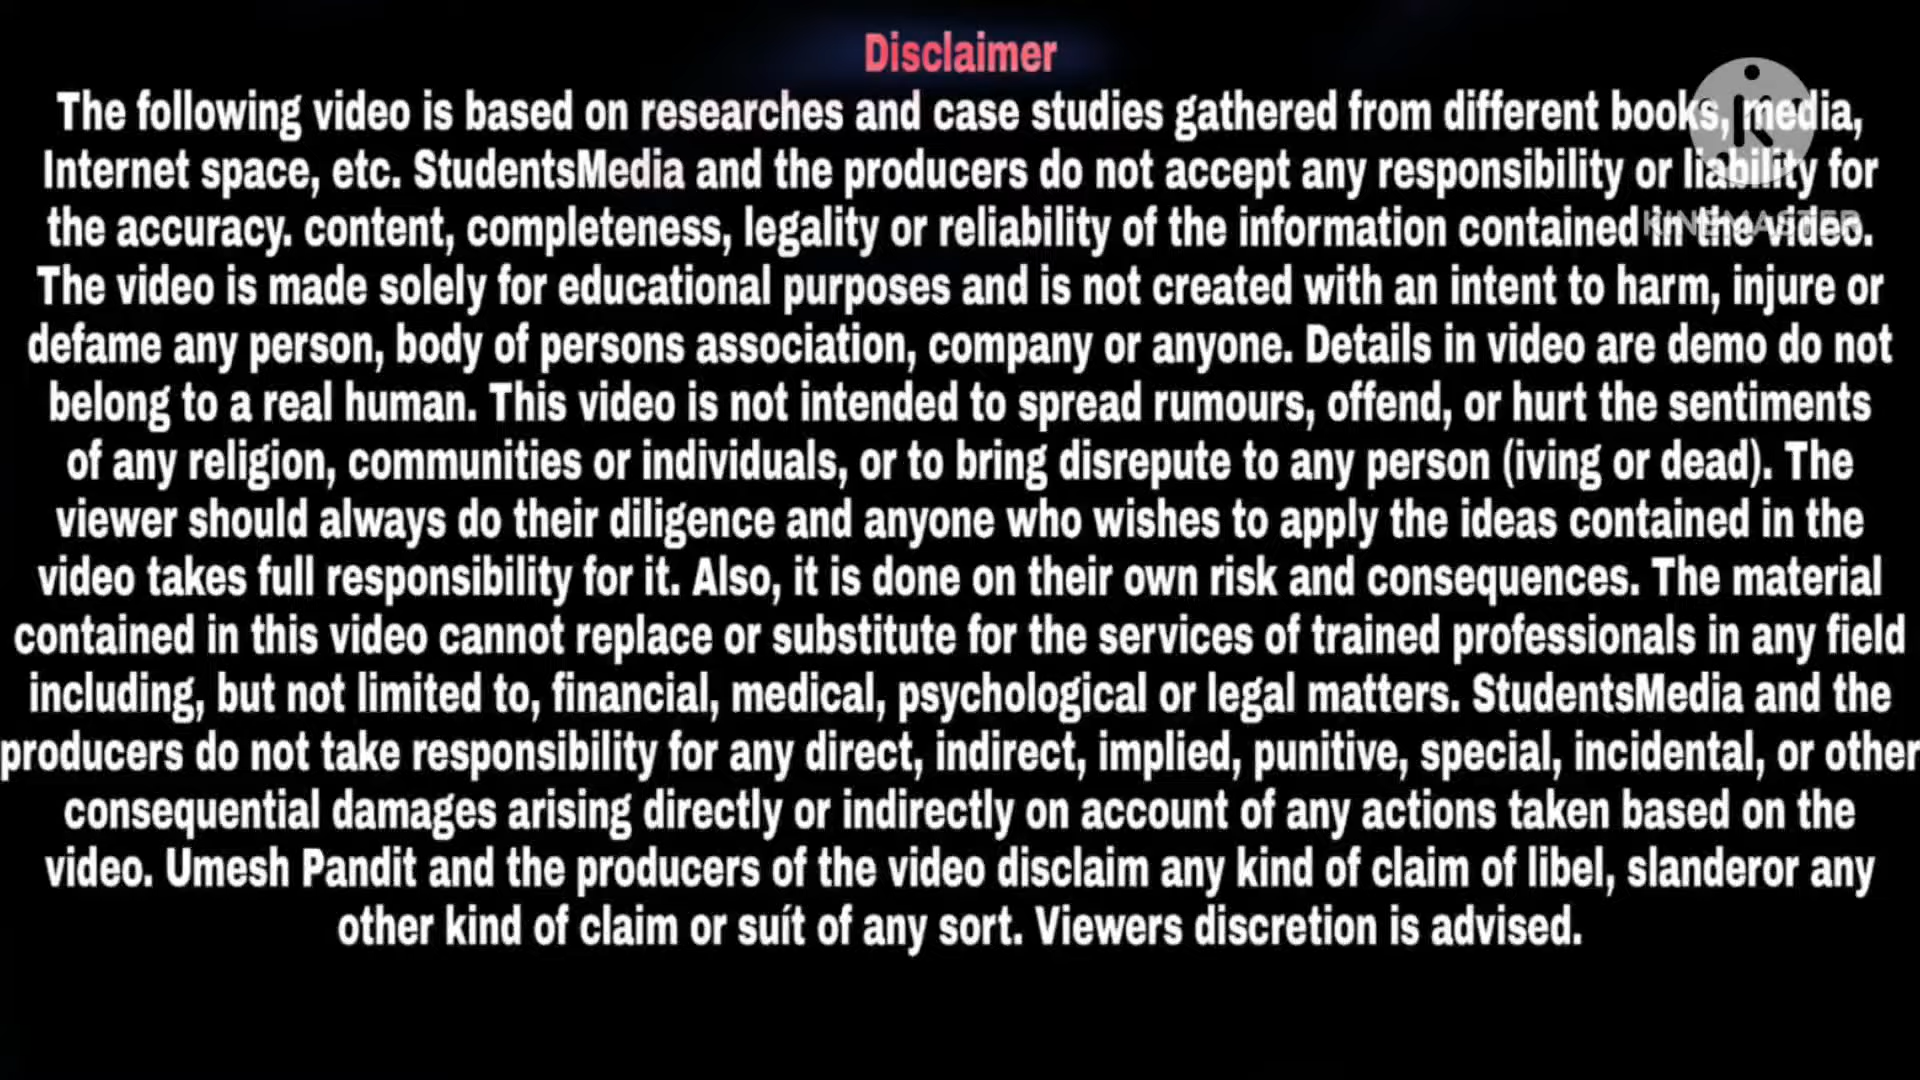 Disclaimer
The following video is based on researches and case studies gathered from different books, media,
Internet space, etc. StudentsMedia and the producers do not accept any responsibility or liability for
the accuracy. content, completeness, legality or reliability of the information contained in the video.
KINEMASTER
The video is made solely for educational purposes and is not created with an intent to harm, injure or
defame any person, body of persons association, company or anyone. Details in video are demo do not
belong to a real human. This video is not intended to spread rumours, offend, or hurt the sentiments
of any religion, communities or individuals, or to bring disrepute to any person (iving or dead). The
viewer should always do their diligence and anyone who wishes to apply the ideas contained in the
video takes full responsibility for it. Also, it is done on their own risk and consequences. The material
contained in this video cannot replace or substitute for the services of trained professionals in any field
including, but not limited to, financial, medical, psychological or legal matters. StudentsMedia and the
producers do not take responsibility for any direct, indirect, implied, punitive, special, incidental, or other
consequential damages arising directly or indirectly on account of any actions taken based on the
video. Umesh Pandit and the producers of the video disclaim any kind of claim of libel, slanderor any
other kind of claim or suít of any sort. Viewers discretion is advised.